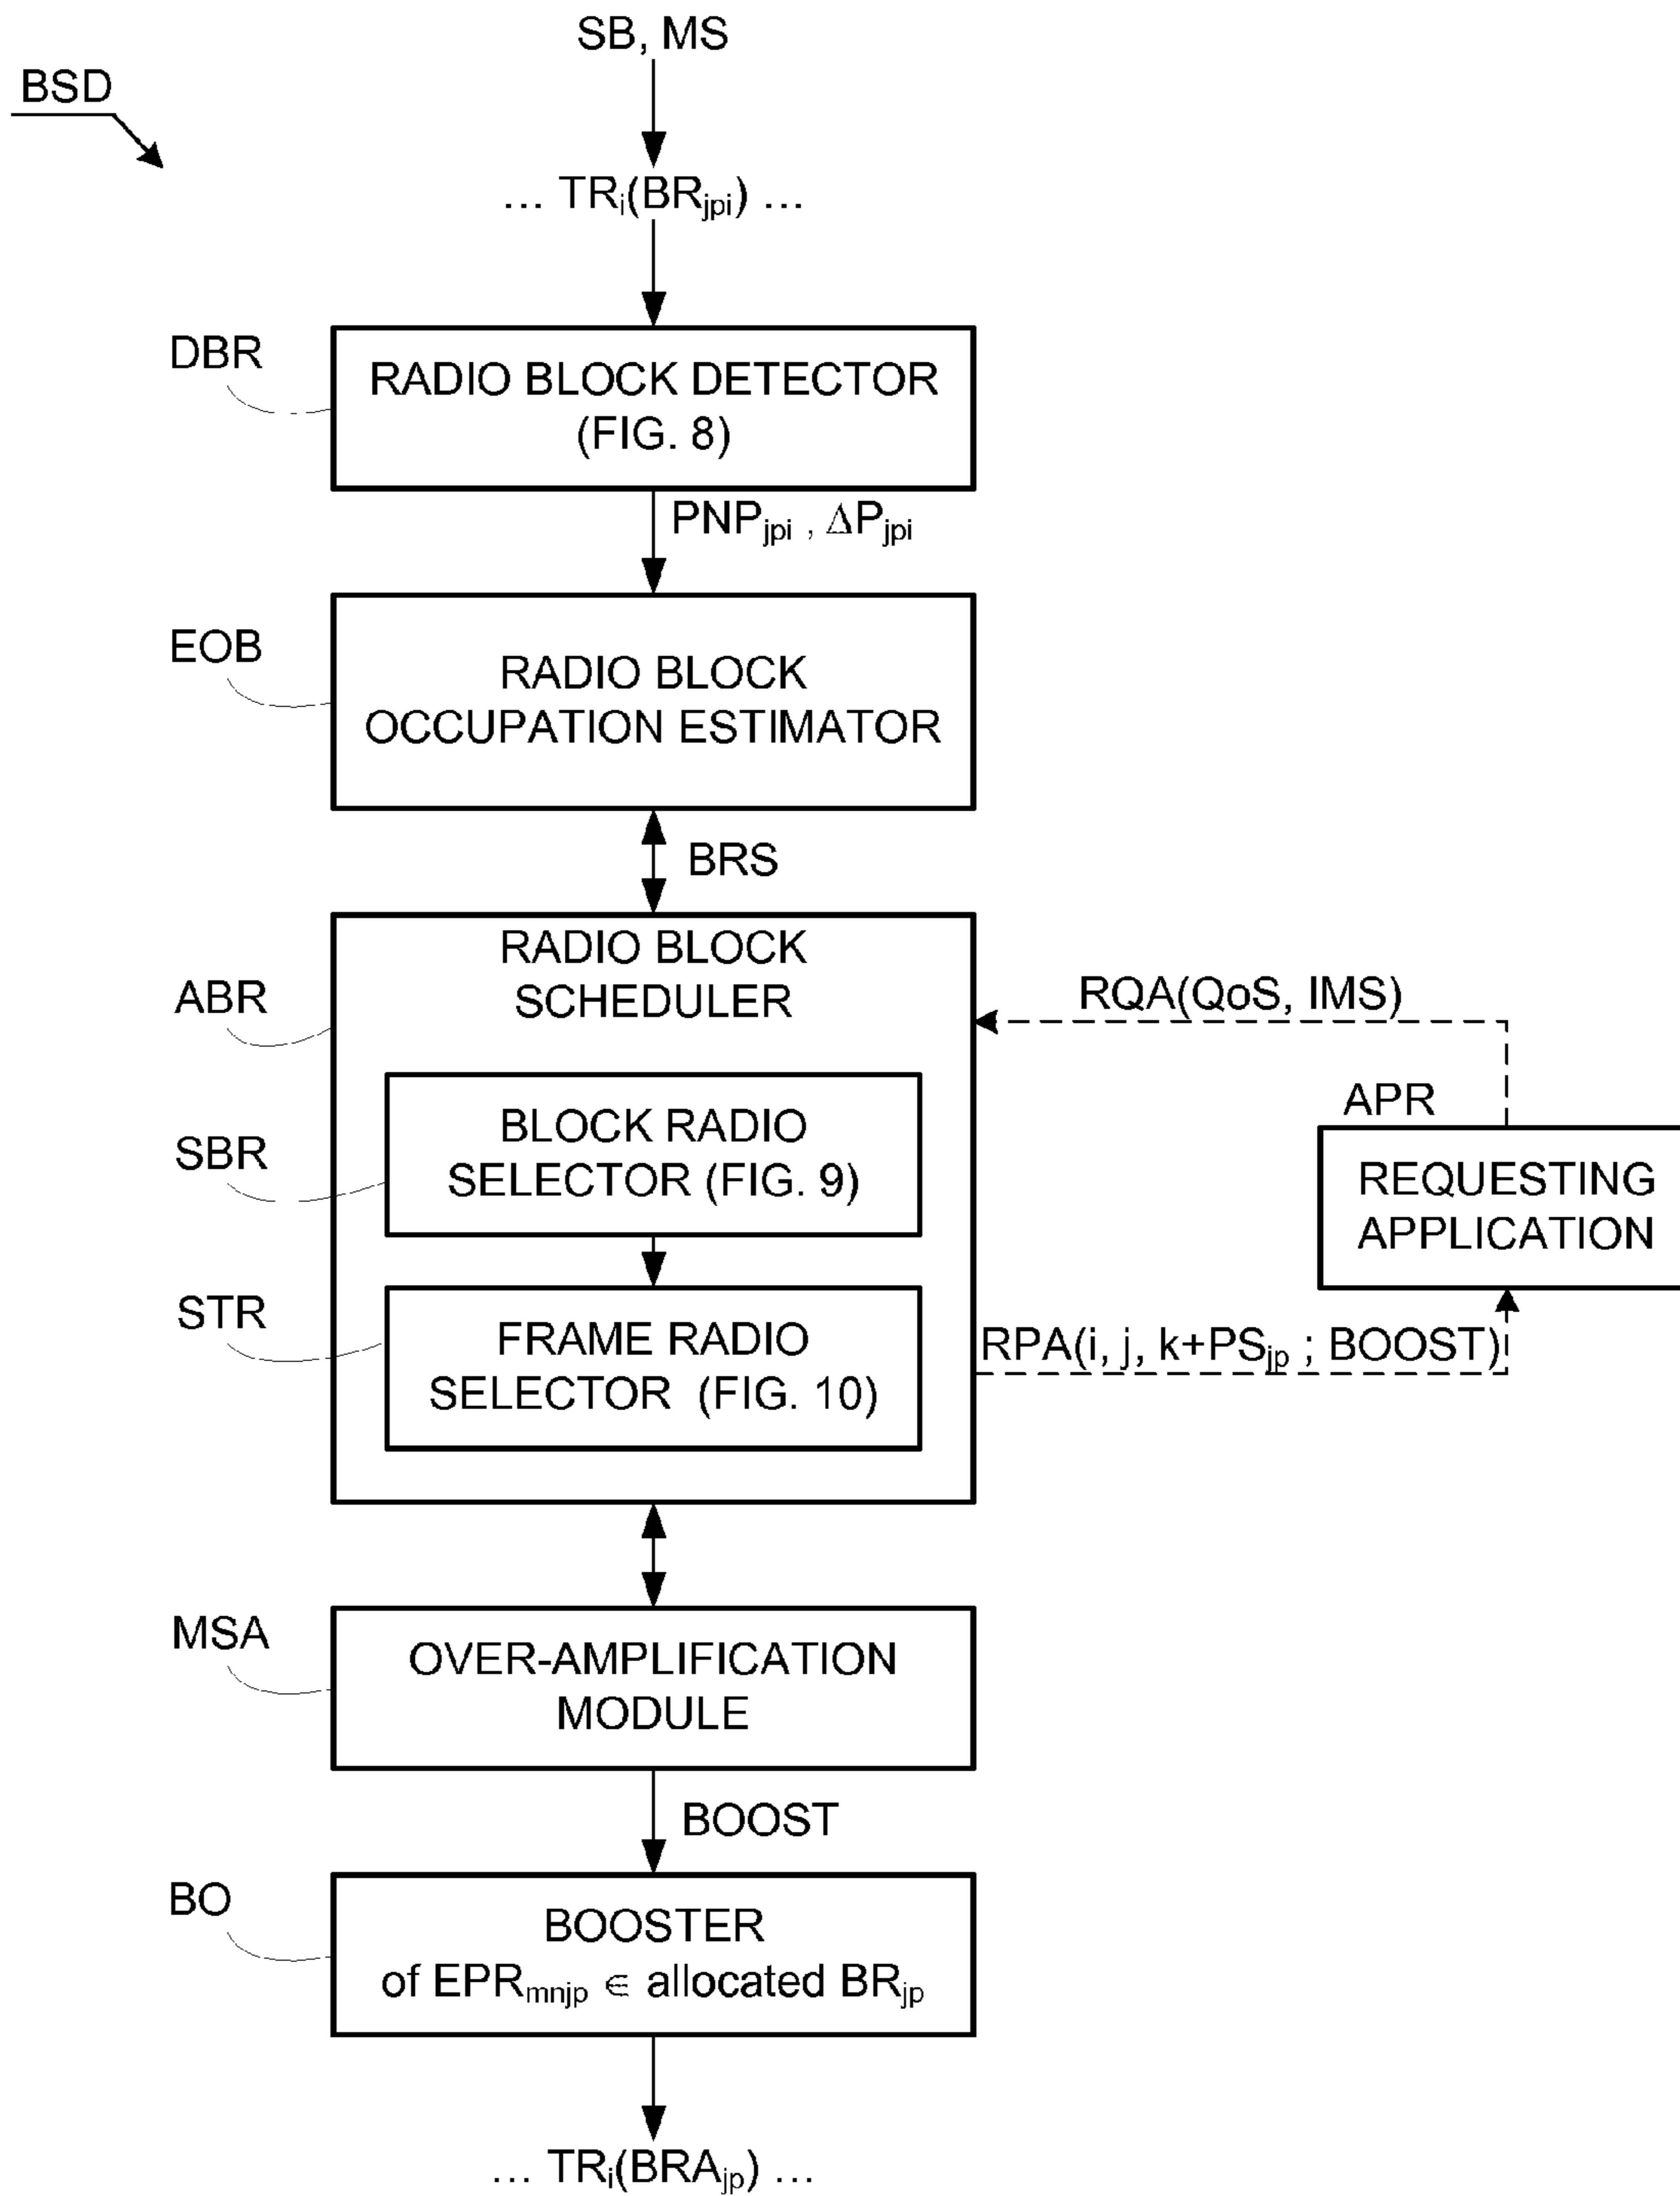 SB, MS
BSD
... TRi(BRjpi) ...
DBR
RADIO BLOCK DETECTOR
(FIG. 8)
PNPjpi , ΔPjpi
EOB
RADIO BLOCK
OCCUPATION ESTIMATOR
BRS
RADIO BLOCK
SCHEDULER
ABR
RQA(QoS, IMS)
APR
REQUESTING
APPLICATION
SBR
BLOCK RADIO
SELECTOR (FIG. 9)
STR
FRAME RADIO
SELECTOR (FIG. 10)
RPA(i, j, k+PSjp ; BOOST)
MSA
OVER-AMPLIFICATION
MODULE
BOOST
BO
BOOSTER
of EPRmnjp ∈ allocated BRjp
... TRi(BRAjp) ...